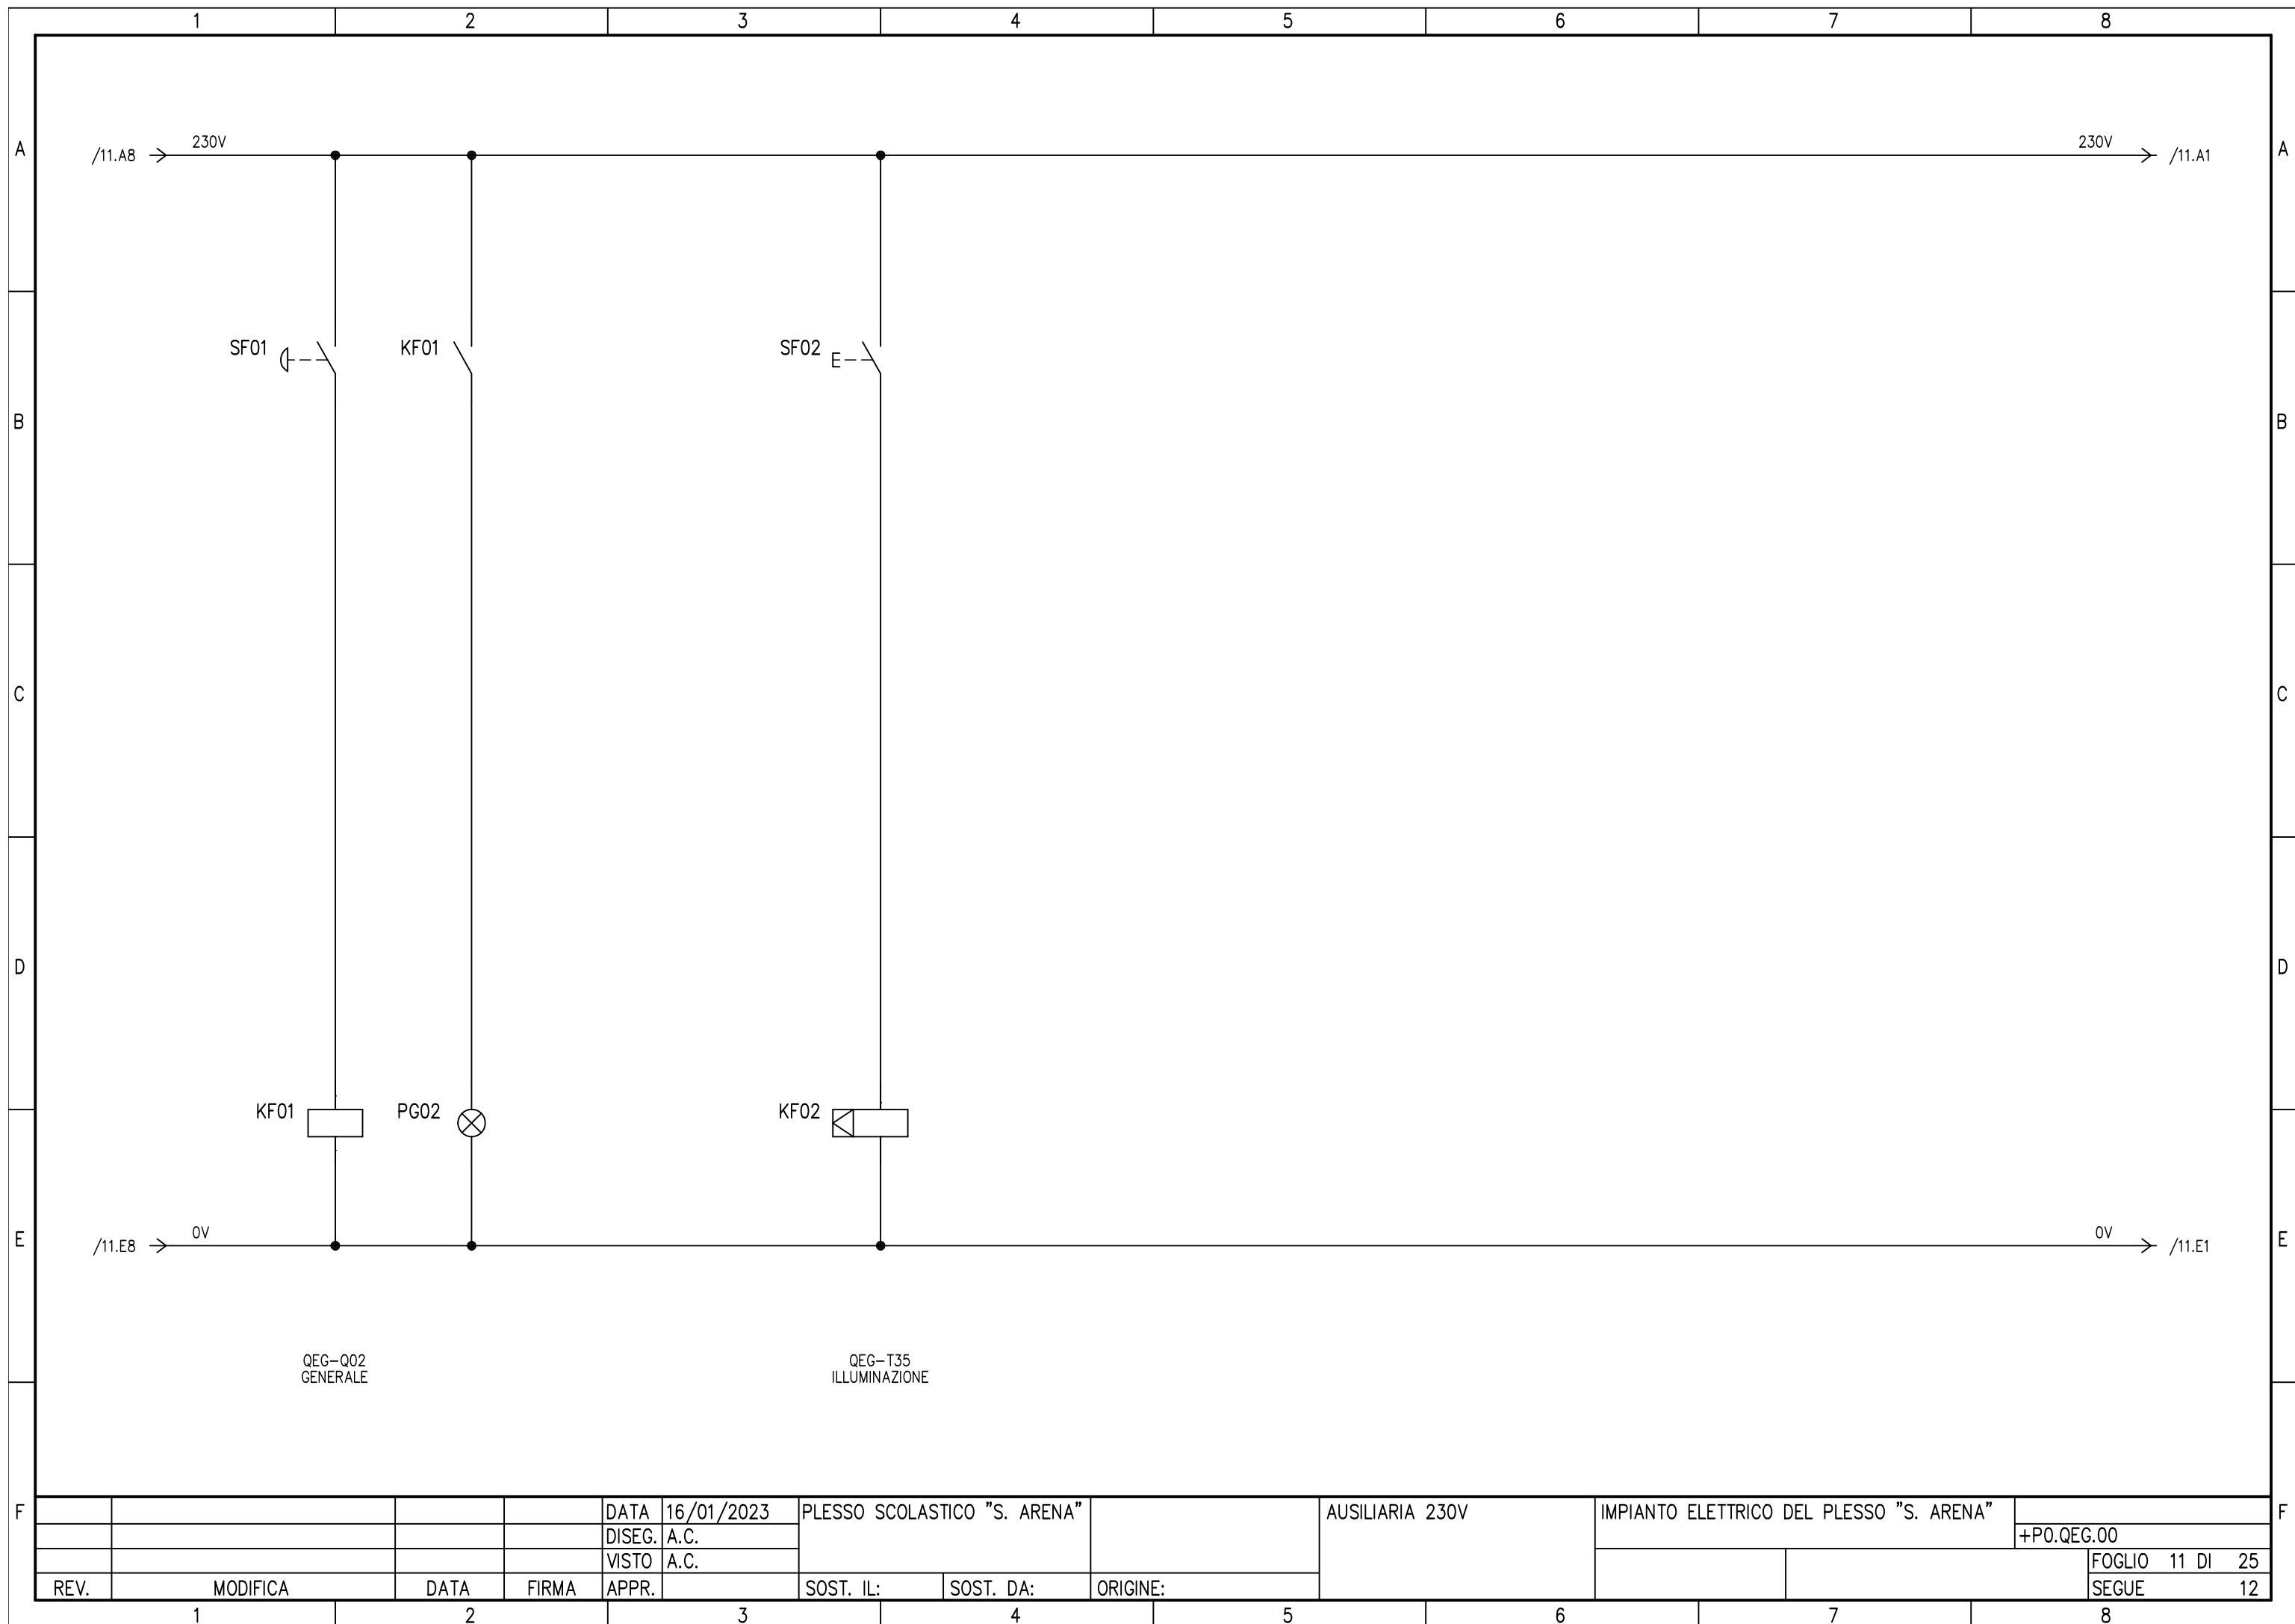 1 2 3 4 5 6 7 8
A A
230V 230V
/11.A8 /11.A1
SF01 KF01 SF02
B B
C C
D D
KF01 PG02 KF02
E E
0V 0V
/11.E8 /11.E1
QEG-Q02 QEG-T35
GENERALE ILLUMINAZIONE
F F
DATA 16/01/2023 PLESSO SCOLASTICO "S. ARENA" AUSILIARIA 230V IMPIANTO ELETTRICO DEL PLESSO "S. ARENA"
DISEG. A.C. +P0.QEG.00
VISTO A.C. FOGLIO 11 DI 25
REV. MODIFICA DATA FIRMA APPR. SOST. IL: SOST. DA: ORIGINE: SEGUE 12
1 2 3 4 5 6 7 8